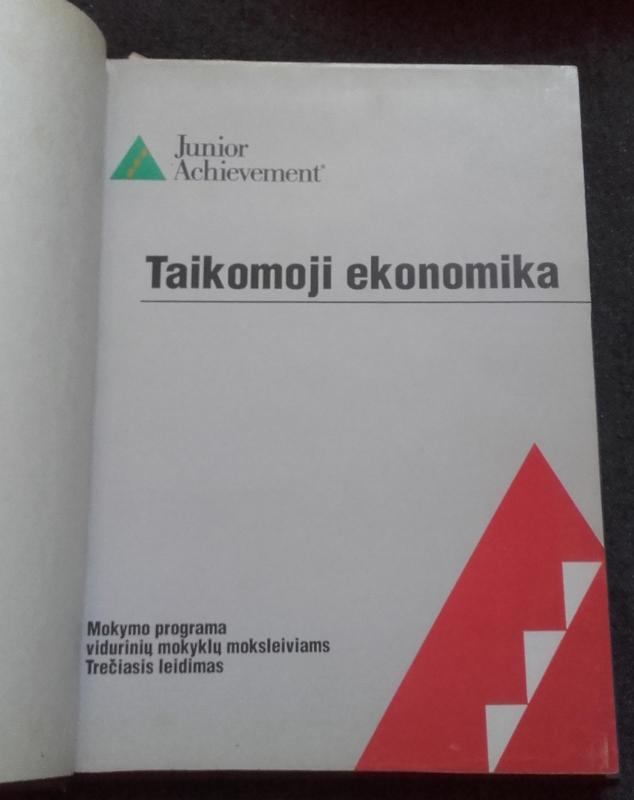 Junior
Achievement®
Taikomoji ekonomika
Mokymo programa
vidurinių mokyklų moksleiviams
Trečiasis leidimas